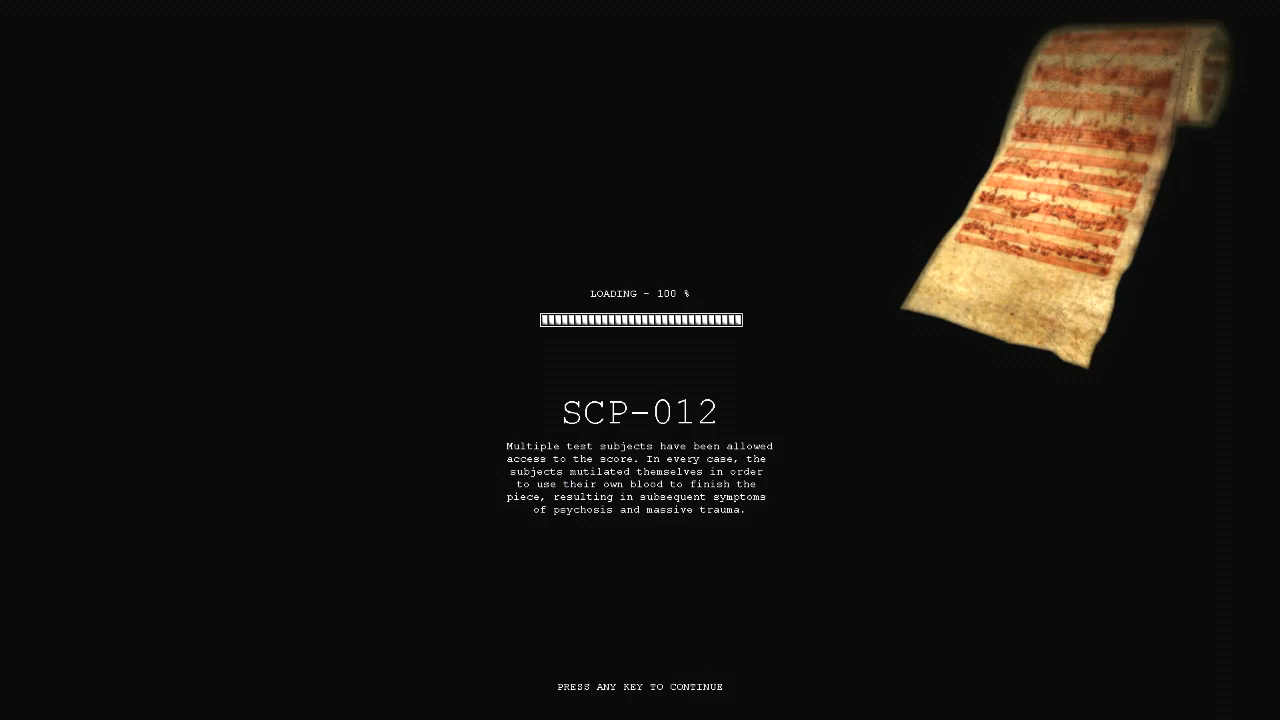 LOADING - 100 %
SCP-012
Multiple test subjects have been allowed
access to the score. In every case, the
subjects mutilated themselves in order
to use their own blood to finish the
piece, resulting in subsequent symptoms
of psychosis and massive trauma.
PRESS ANY KEY TO CONTINUE